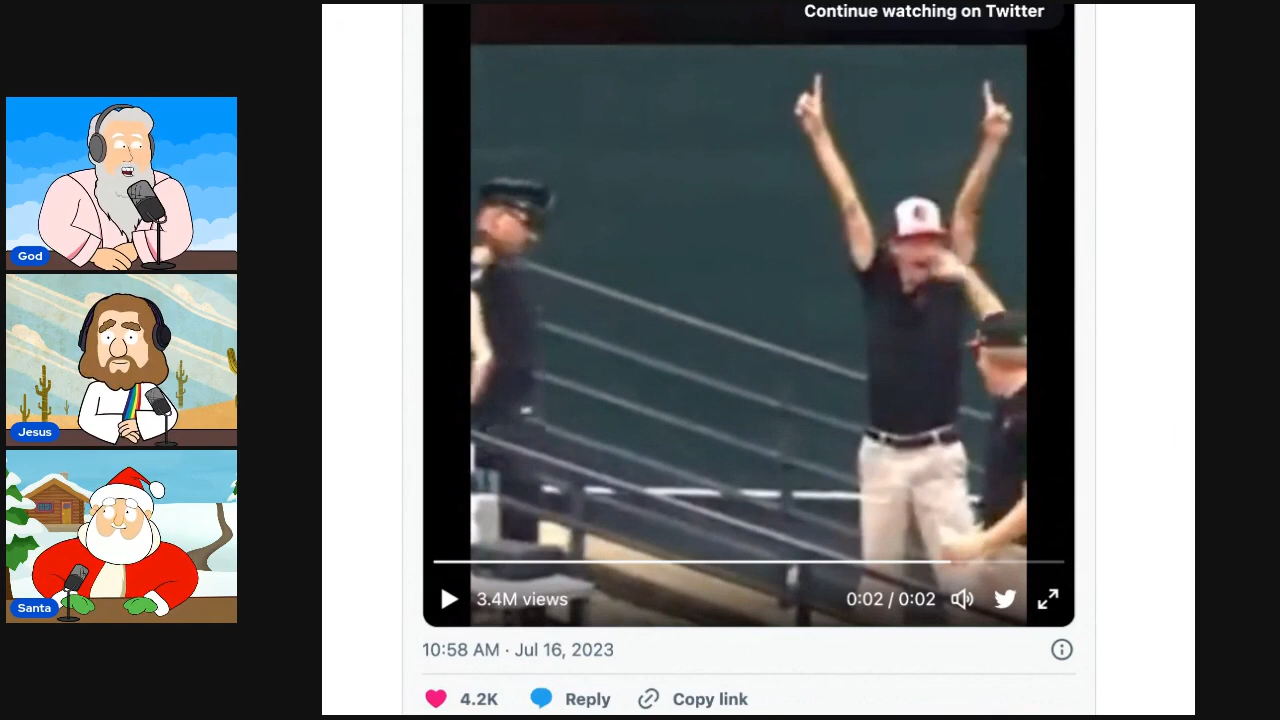 Continue watching on Twitter
God
Jesus
Santa
3.4M views
0:02 / 0:02
10:58 AM · Jul 16, 2023
4.2K
Reply
Copy link